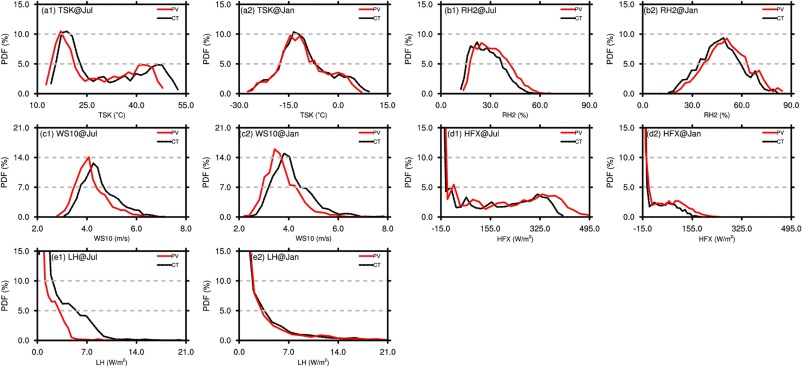 (a1) TSK@Jul
PV
CT
PDF (%)
15.0
10.0
5.0
0.0
10.0
25.0
40.0
55.0
TSK (°C)
(a2) TSK@Jan
PV
CT
PDF (%)
15.0
10.0
5.0
0.0
-30.0
-15.0
0.0
15.0
TSK (°C)
(b1) RH2@Jul
PV
CT
PDF (%)
15.0
10.0
5.0
0.0
0.0
30.0
60.0
90.0
RH2 (%)
(b2) RH2@Jan
PV
CT
PDF (%)
15.0
10.0
5.0
0.0
0.0
30.0
60.0
90.0
RH2 (%)
(c1) WS10@Jul
PV
CT
PDF (%)
21.0
14.0
7.0
0.0
2.0
4.0
6.0
8.0
WS10 (m/s)
(c2) WS10@Jan
PV
CT
PDF (%)
21.0
14.0
7.0
0.0
2.0
4.0
6.0
8.0
WS10 (m/s)
(d1) HFX@Jul
PV
CT
PDF (%)
15.0
10.0
5.0
0.0
-15.0
155.0
325.0
495.0
HFX (W/m²)
(d2) HFX@Jan
PV
CT
PDF (%)
15.0
10.0
5.0
0.0
-15.0
155.0
325.0
495.0
HFX (W/m²)
(e1) LH@Jul
PV
CT
PDF (%)
15.0
10.0
5.0
0.0
0.0
7.0
14.0
21.0
LH (W/m²)
(e2) LH@Jan
PV
CT
PDF (%)
15.0
10.0
5.0
0.0
0.0
7.0
14.0
21.0
LH (W/m²)